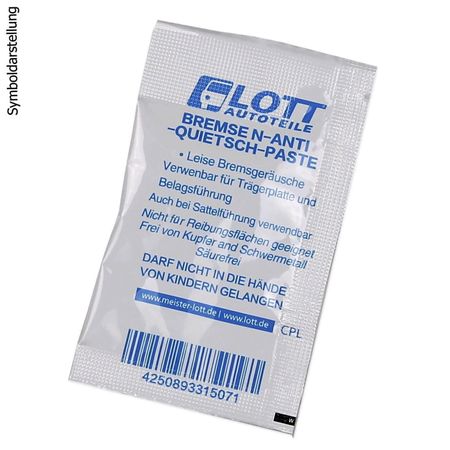 Symboldarstellung
LOTT
AUTOTEILE
BREMSE N-ANTI
-QUIETSCH-PASTE
• Leise Bremsgeräusche
Verwenbar für Trägerplatte und
Belagsführung
Auch bei Sattelführung verwendbar
Nicht für Reibungsflächen geeignet
Frei von Kupfer and Schwermetall
Säurefrei
DARF NICHT IN DIE HÄNDE
VON KINDERN GELANGEN
www.meister-lott.de | www.lott.de
CPL
4250893315071
W